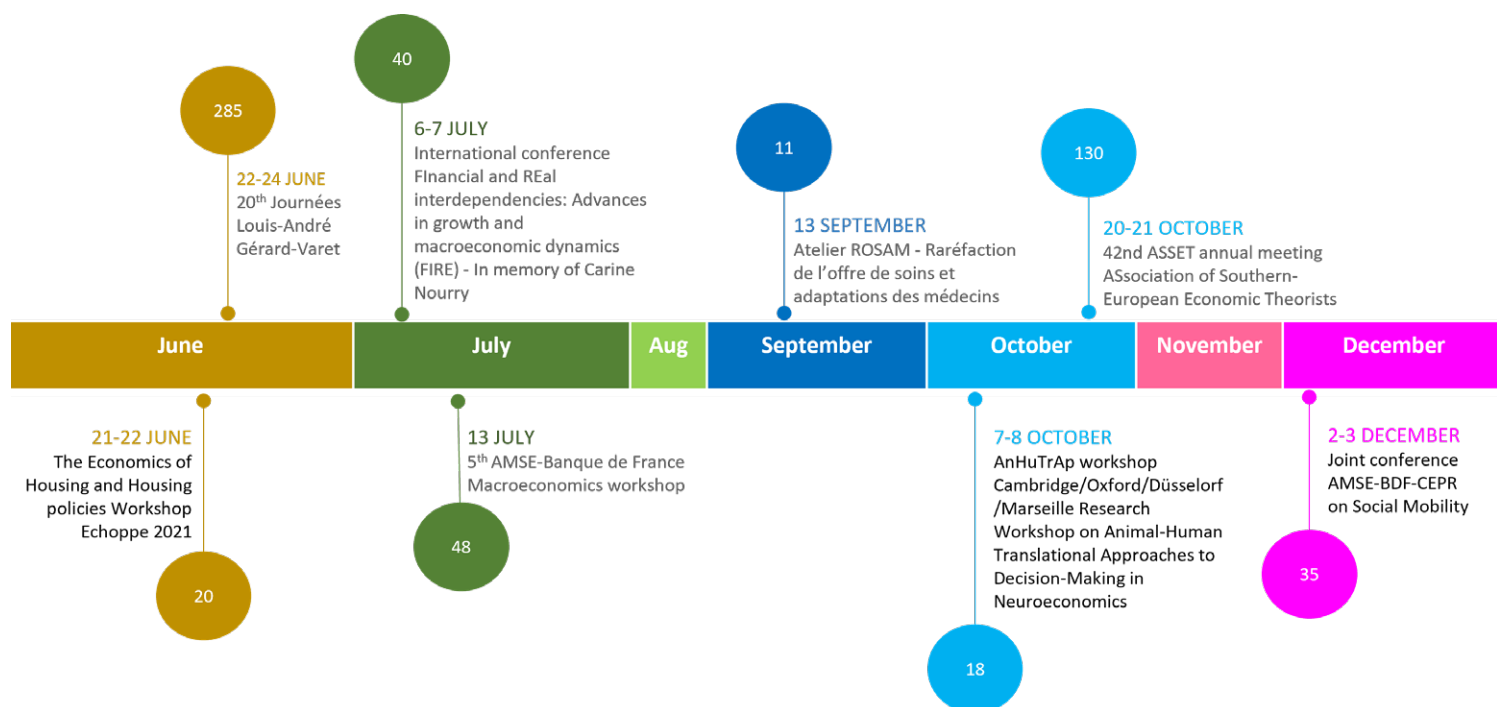 285
22-24 JUNE
20th Journées
Louis-André
Gérard-Varet
40
6-7 JULY
International conference
FInancial and REal
interdependencies: Advances
in growth and
macroeconomic dynamics
(FIRE) - In memory of Carine
Nourry
11
13 SEPTEMBER
Atelier ROSAM - Raréfaction
de l'offre de soins et
adaptations des médecins
130
20-21 OCTOBER
42nd ASSET annual meeting
ASsociation of Southern-
European Economic Theorists
June
July
Aug
September
October
November
December
21-22 JUNE
The Economics of
Housing and Housing
policies Workshop
Echoppe 2021
20
13 JULY
5th AMSE-Banque de France
Macroeconomics workshop
48
7-8 OCTOBER
AnHuTrAp workshop
Cambridge/Oxford/Düsselorf
/Marseille Research
Workshop on Animal-Human
Translational Approaches to
Decision-Making in
Neuroeconomics
18
2-3 DECEMBER
Joint conference
AMSE-BDF-CEPR
on Social Mobility
35